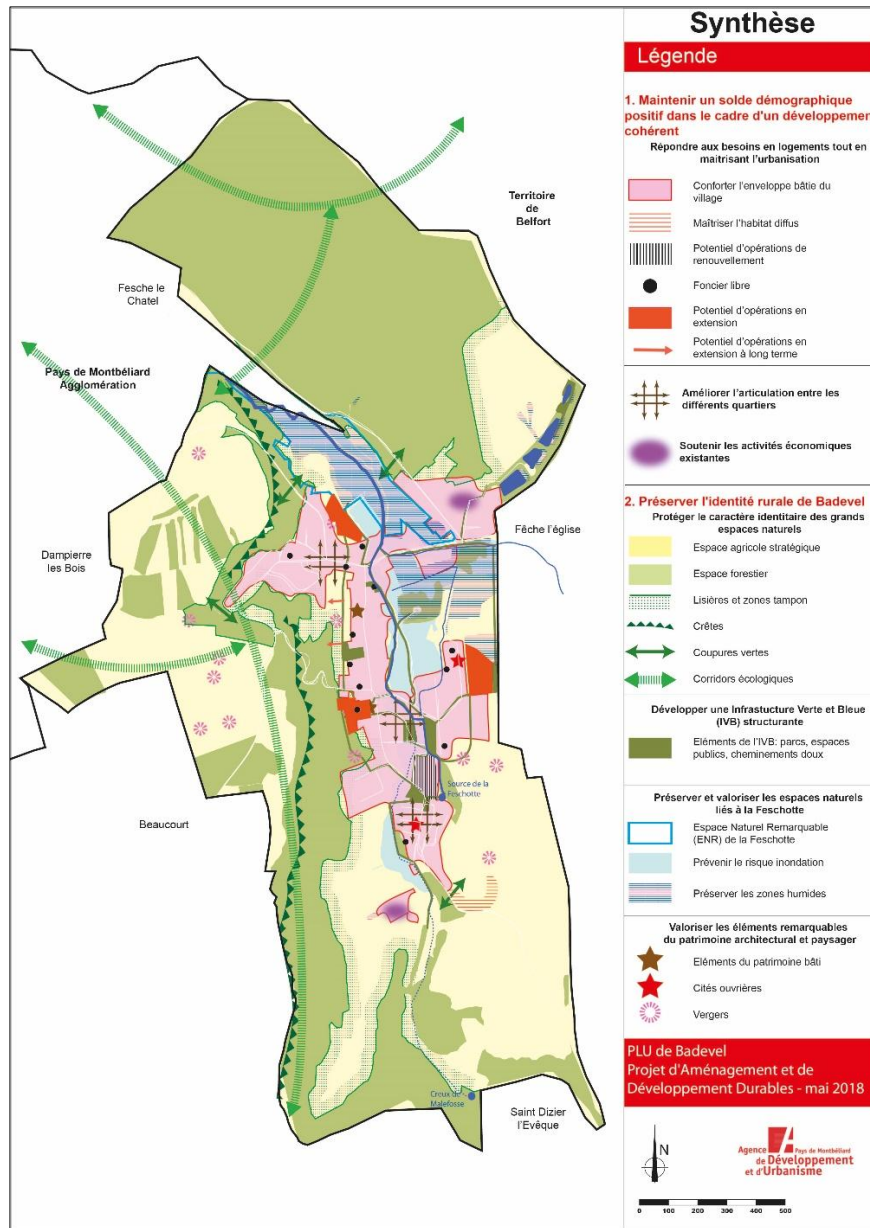 Synthèse
Légende
1. Maintenir un solde démographique
positif dans le cadre d'un développemer
cohérent
Répondre aux besoins en logements tout en
maitrisant l'urbanisation
Conforter l'enveloppe bâtie du
village
Maîtriser l'habitat diffus
Potentiel d'opérations de
renouvellement
Foncier libre
Potentiel d'opérations en
extension
Potentiel d'opérations en
extension à long terme
Améliorer l'articulation entre les
différents quartiers
Soutenir les activités économiques
existantes
2. Préserver l'identité rurale de Badevel
Protéger le caractère identitaire des grands
espaces naturels
Espace agricole stratégique
Espace forestier
Lisières et zones tampon
Crêtes
Coupures vertes
Corridors écologiques
Développer une Infrastucture Verte et Bleue
(IVB) structurante
Eléments de l'IVB: parcs, espaces
publics, cheminements doux
Préserver et valoriser les espaces naturels
liés à la Feschotte
Espace Naturel Remarquable
(ENR) de la Feschotte
Prévenir le risque inondation
Préserver les zones humides
Valoriser les éléments remarquables
du patrimoine architectural et paysager
Eléments du patrimoine bâti
Cités ouvrières
Vergers
PLU de Badevel
Projet d'Aménagement et de
Développement Durables - mai 2018
N
Agence Pays de Montbéliard
de Développement
et d'Urbanisme
0 100 200 300 400 500
Territoire
de
Belfort
Fesche le
Chatel
Pays de Montbéliard
Agglomération
Fêche l'église
Dampierre
les Bois
Source de la
Feschotte
Beaucourt
Creux de
Malefosse
Saint Dizier
l'Evêque